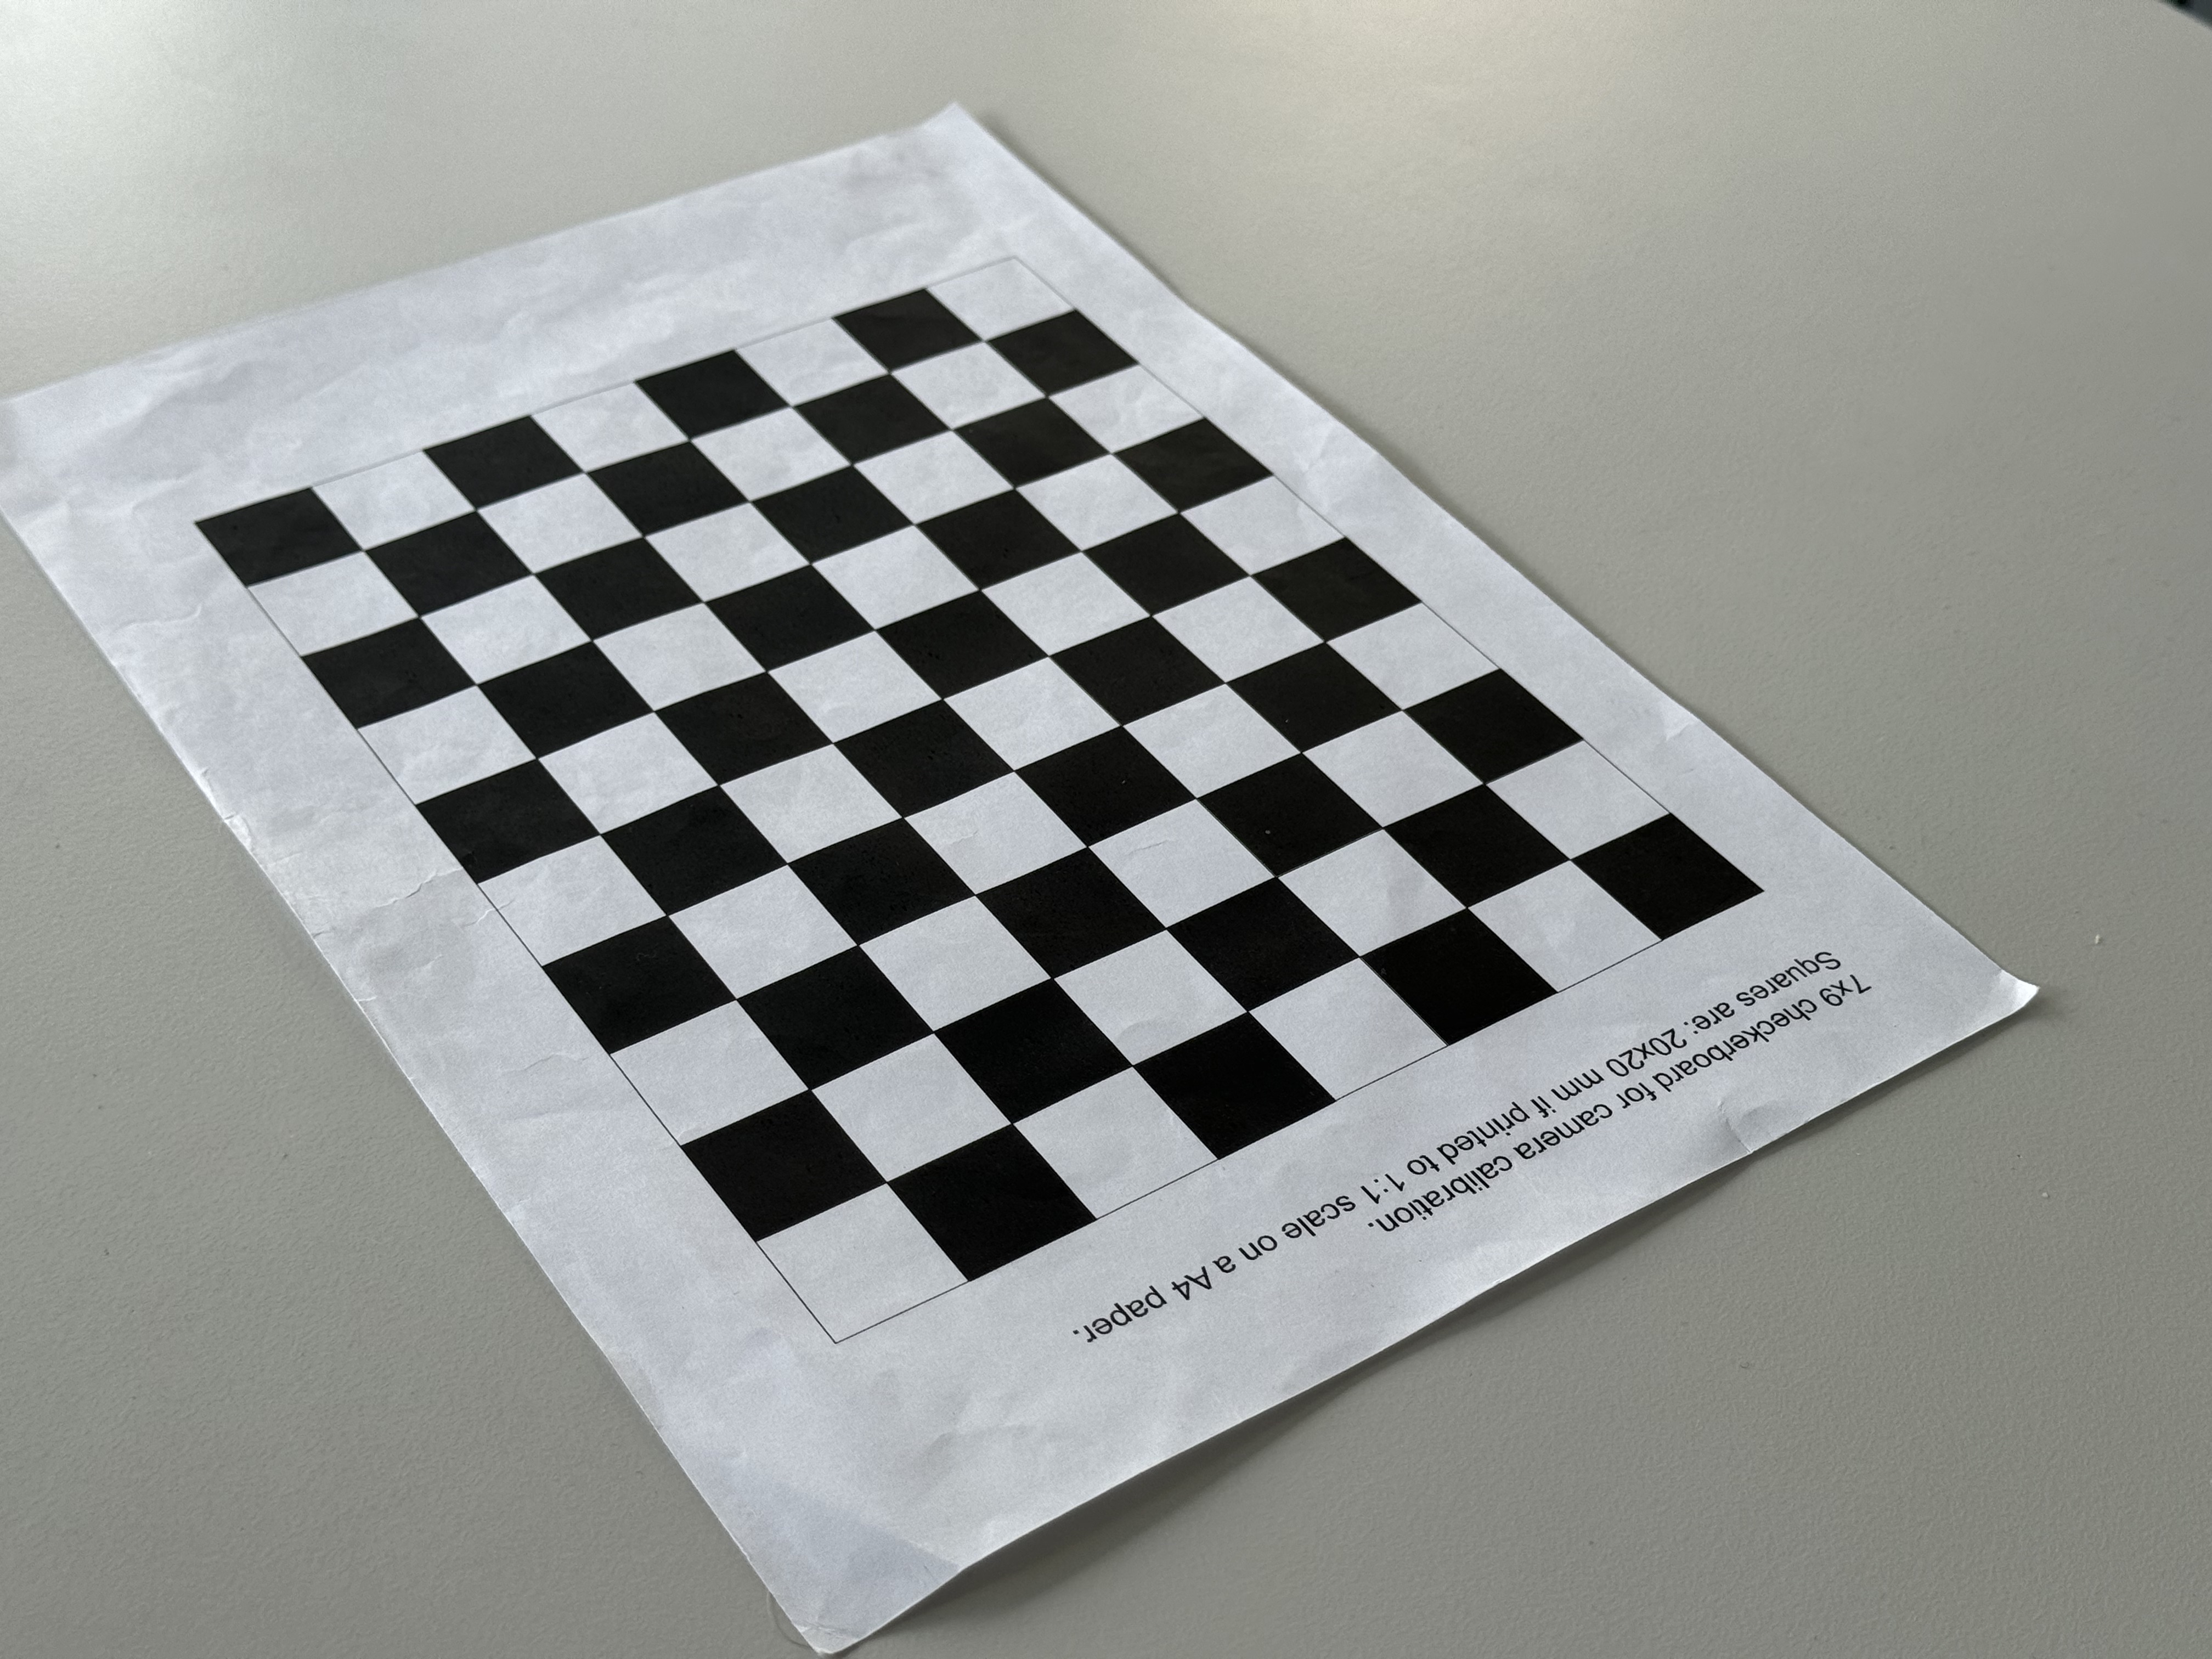 7x9 checkerboard for camera calibration.
Squares are: 20x20 mm if printed to 1:1 scale on a A4 paper.